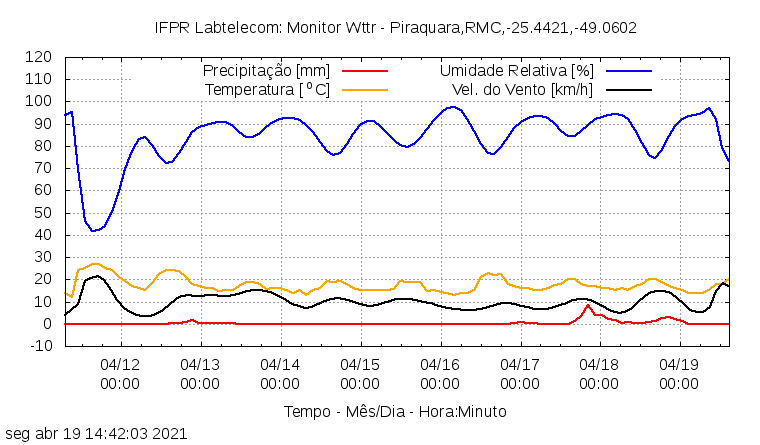 IFPR Labtelecom: Monitor Wttr - Piraquara,RMC,-25.4421,-49.0602
120
110
100
90
80
70
60
50
40
30
20
10
0
-10
Precipitação [mm]
Temperatura [⁰C]
Umidade Relativa [%]
Vel. do Vento [km/h]
04/12 04/13 04/14 04/15 04/16 04/17 04/18 04/19
00:00 00:00 00:00 00:00 00:00 00:00 00:00 00:00
Tempo - Mês/Dia - Hora:Minuto
seg abr 19 14:42:03 2021